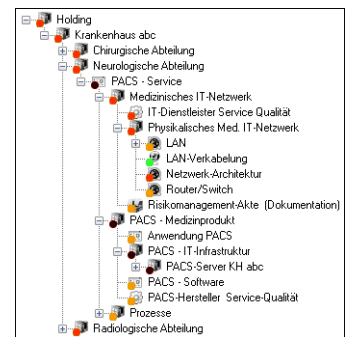 Holding
Krankenhaus abc
Chirurgische Abteilung
Neurologische Abteilung
PACS - Service
Medizinisches IT-Netzwerk
IT-Dienstleister Service Qualität
Physikalisches Med. IT-Netzwerk
LAN
LAN-Verkabelung
Netzwerk-Architektur
Router/Switch
Risikomanagement-Akte (Dokumentation)
PACS - Medizinprodukt
Anwendung PACS
PACS - IT-Infrastruktur
PACS-Server KH abc
PACS - Software
PACS-Hersteller Service-Qualität
Prozesse
Radiologische Abteilung